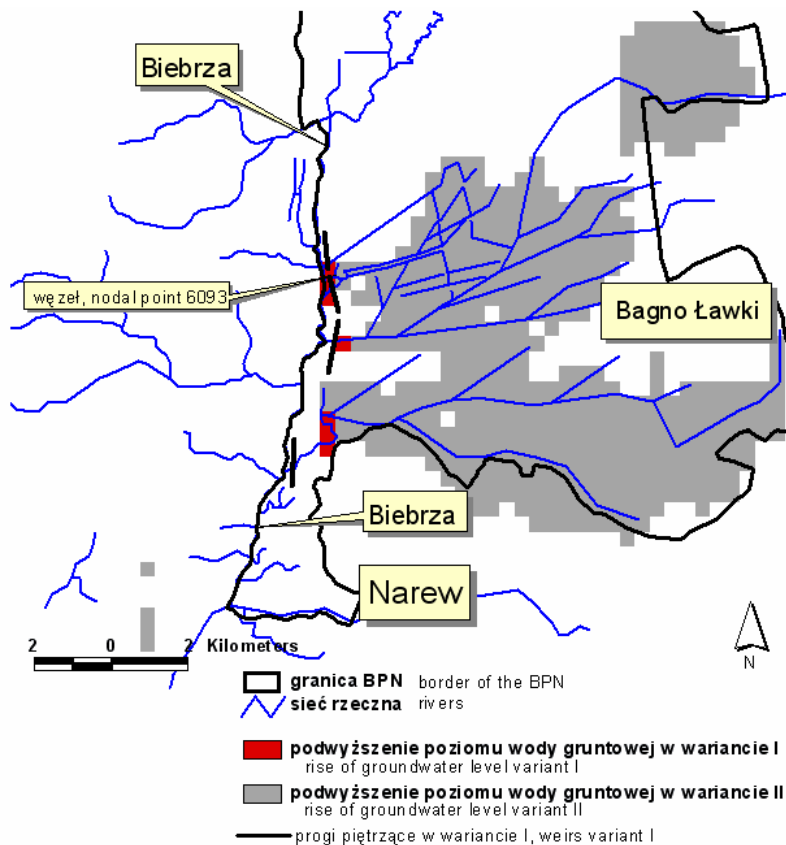 Biebrza
węzeł, nodal point 6093
Bagno Ławki
Biebrza
Narew
2 0 2 Kilometers
N
granica BPN border of the BPN
sieć rzeczna rivers
podwyższenie poziomu wody gruntowej w wariancie I
rise of groundwater level variant I
podwyższenie poziomu wody gruntowej w wariancie II
rise of groundwater level variant II
progi piętrzące w wariancie I, weirs variant I